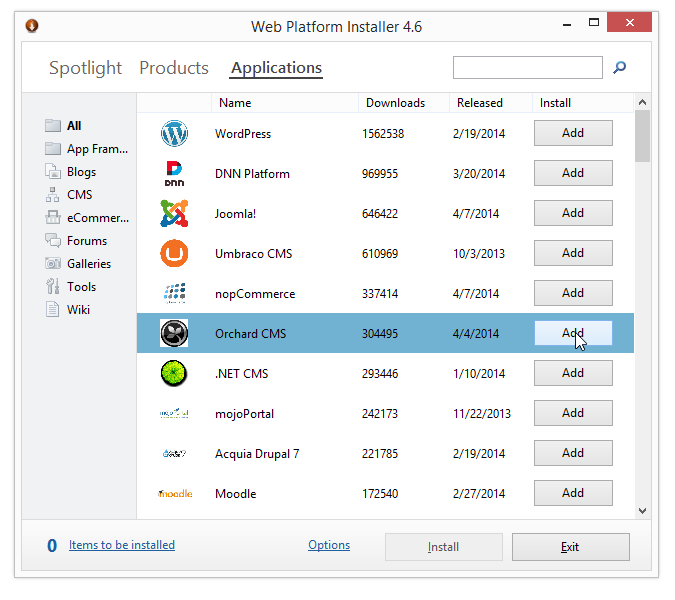 Web Platform Installer 4.6
Spotlight Products Applications
Name Downloads Released Install
All
App Fram...
Blogs
CMS
eCommer...
Forums
Galleries
Tools
Wiki
WordPress 1562538 2/19/2014 Add
DNN Platform 969955 3/20/2014 Add
DNN
Joomla! 646422 4/7/2014 Add
Umbraco CMS 610969 10/3/2013 Add
nopCommerce 337414 4/7/2014 Add
Orchard CMS 304495 4/4/2014 Add
.NET CMS 293446 1/10/2014 Add
mojoPortal 242173 11/22/2013 Add
Acquia Drupal 7 221785 2/19/2014 Add
moodle Moodle 172540 2/27/2014 Add
0 Items to be installed Options Install Exit